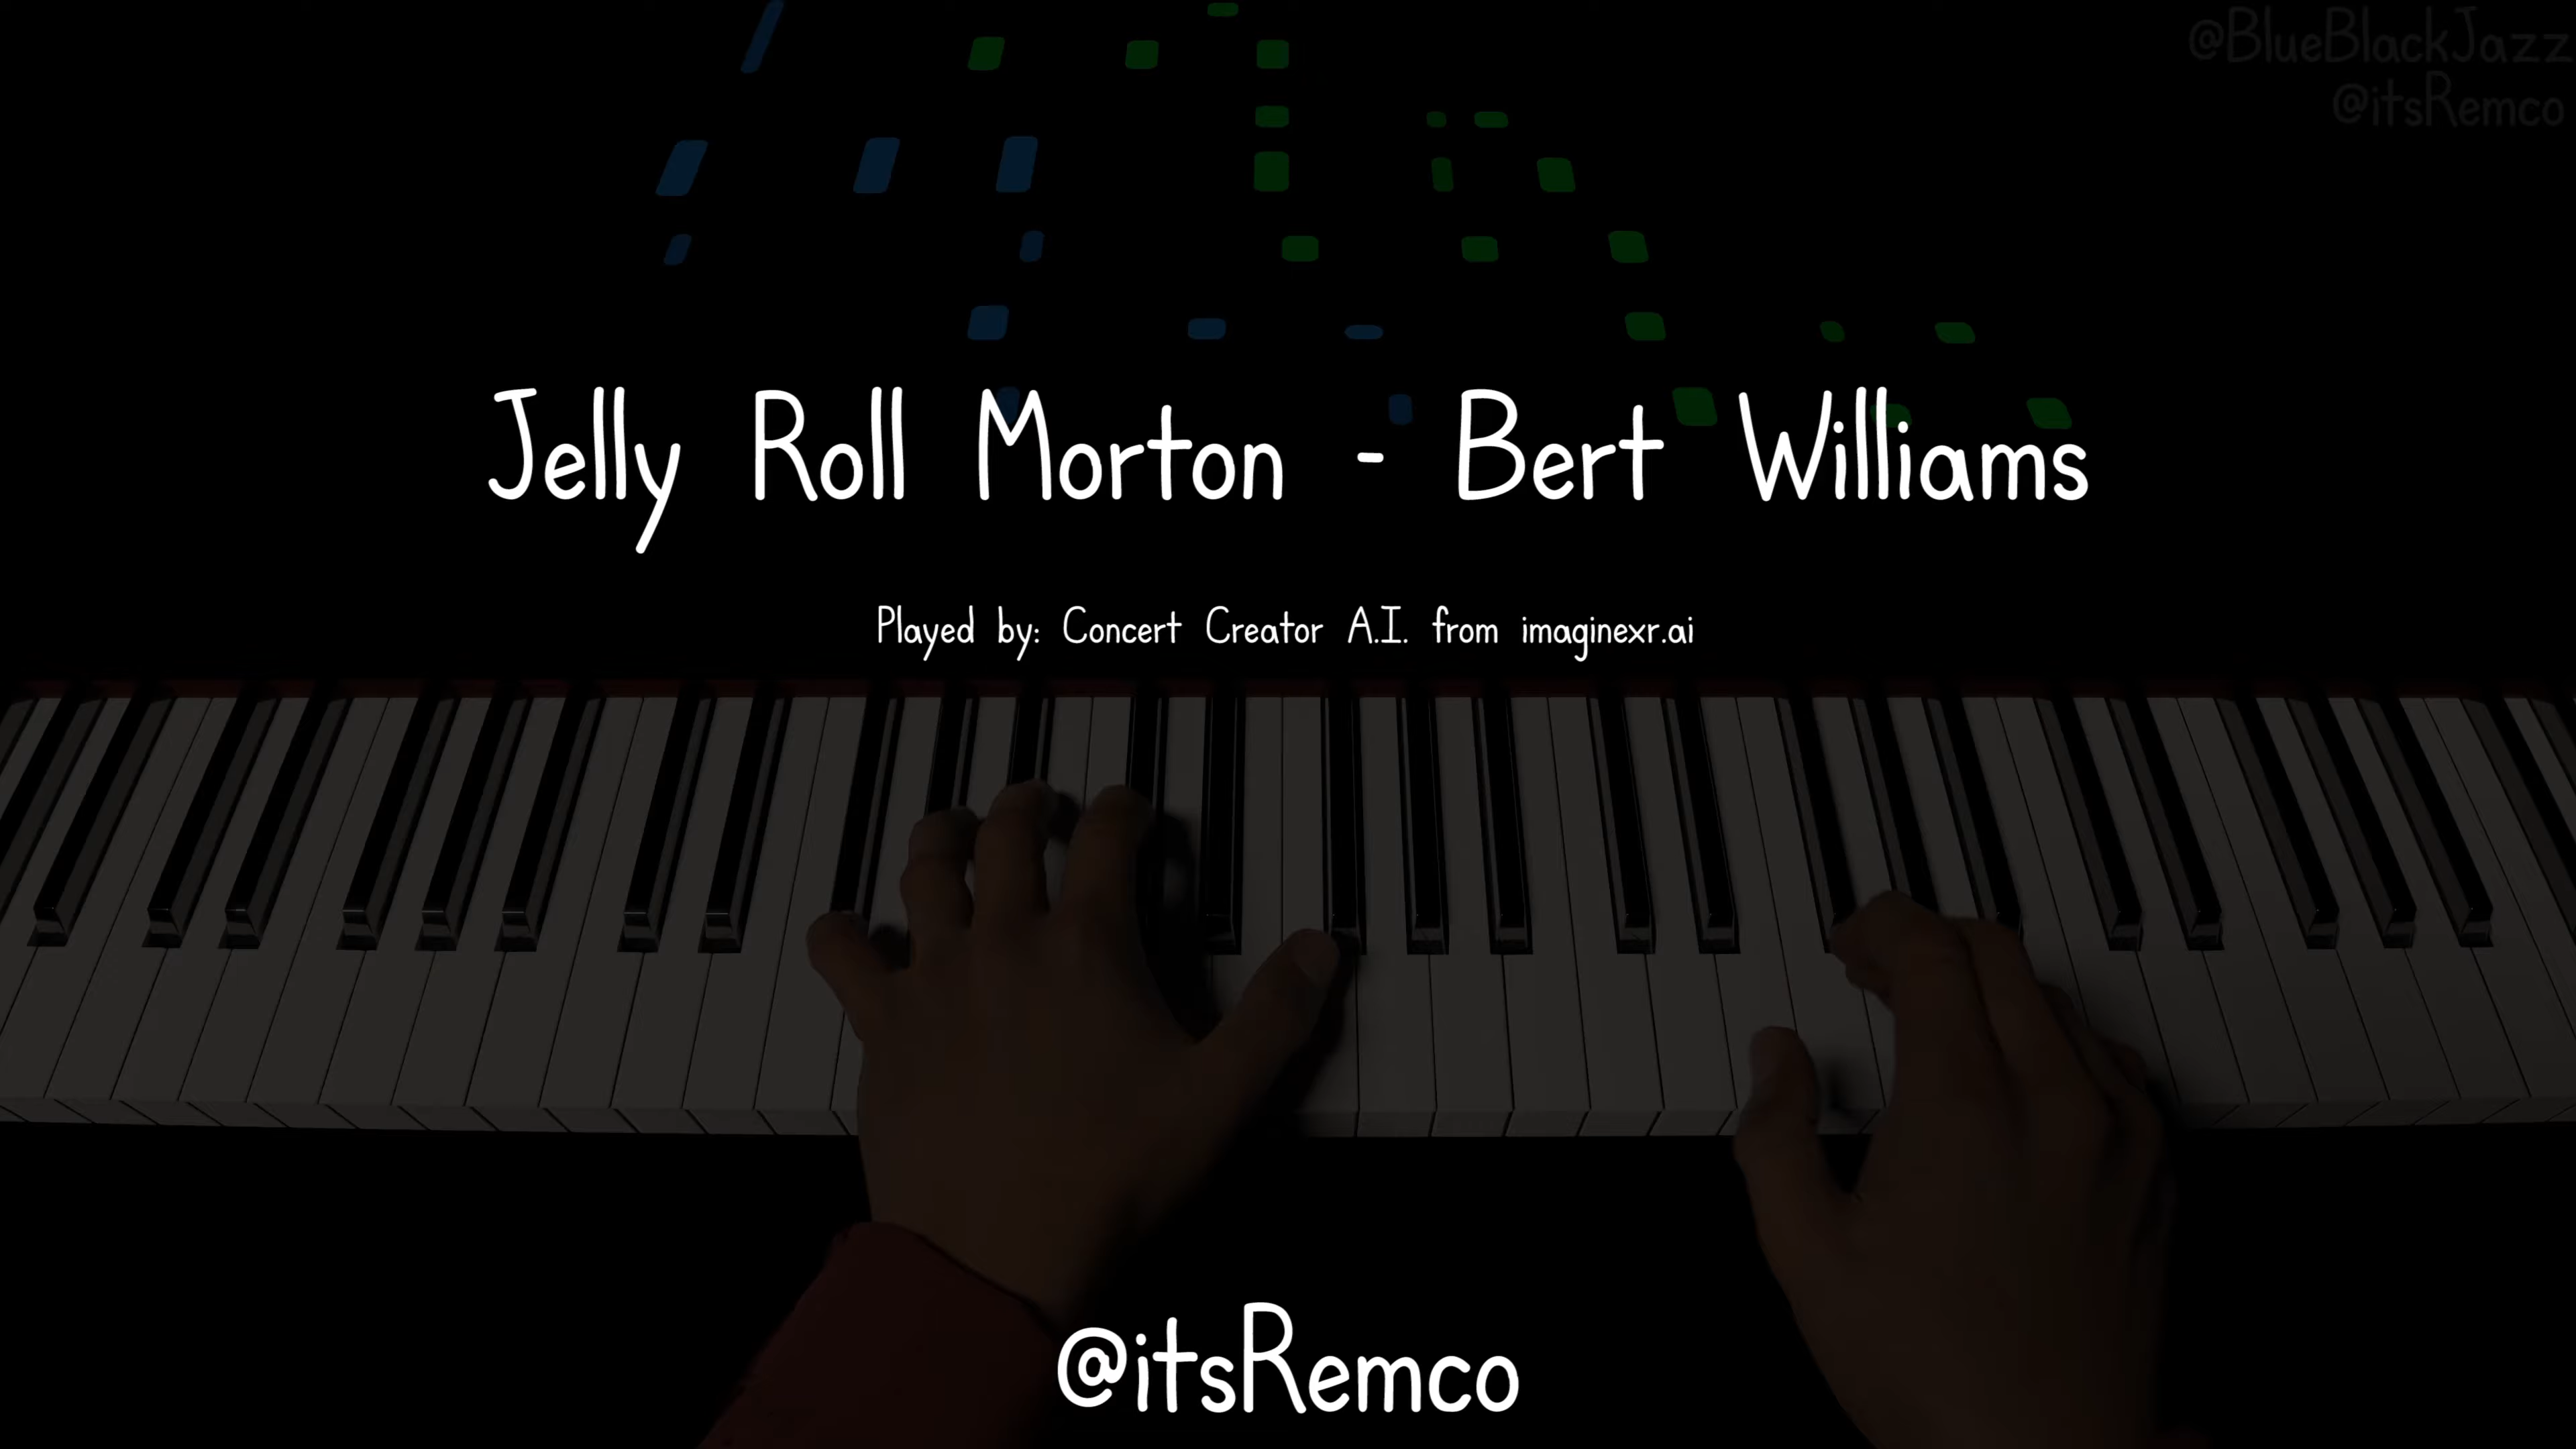 @BlueBlackJazz
@itsRemco
Jelly Roll Morton - Bert Williams
Played by: Concert Creator A.I. from imaginexr.ai
@itsRemco